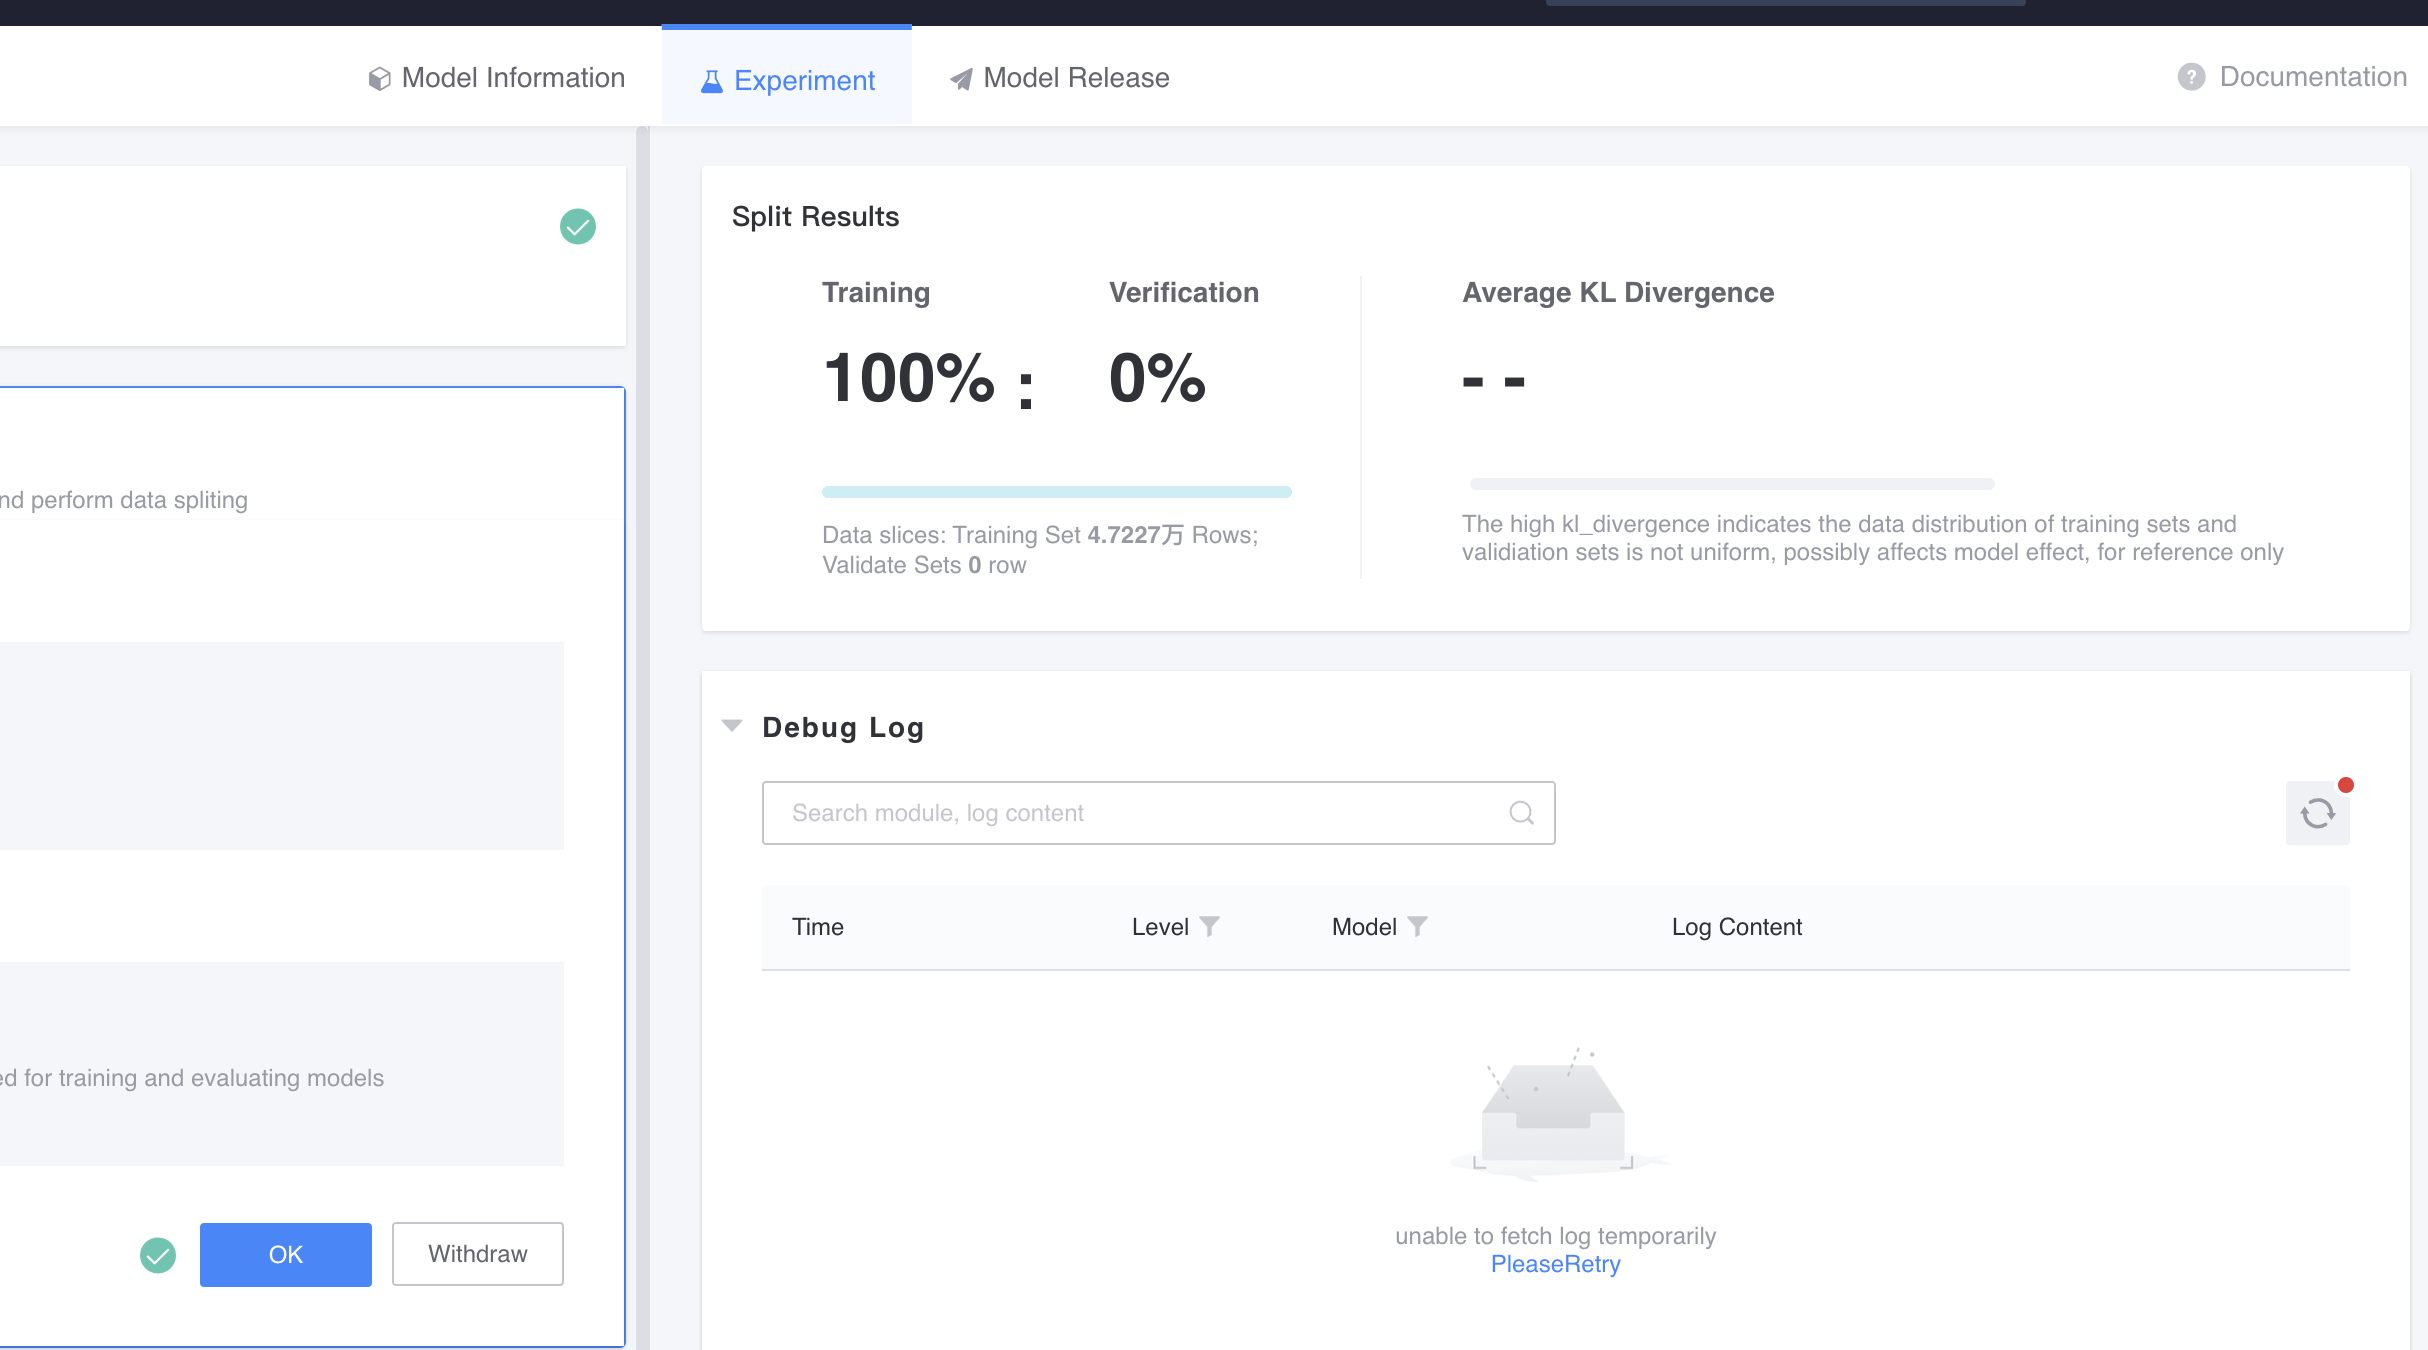 Model Information
Experiment
Model Release
? Documentation
nd perform data spliting
ed for training and evaluating models
OK
Withdraw
Split Results
Training
Verification
Average KL Divergence
100% :
0%
- -
Data slices: Training Set 4.7227万 Rows;
Validate Sets 0 row
The high kl_divergence indicates the data distribution of training sets and
validiation sets is not uniform, possibly affects model effect, for reference only
Debug Log
Search module, log content
Time
Level
Model
Log Content
unable to fetch log temporarily
PleaseRetry